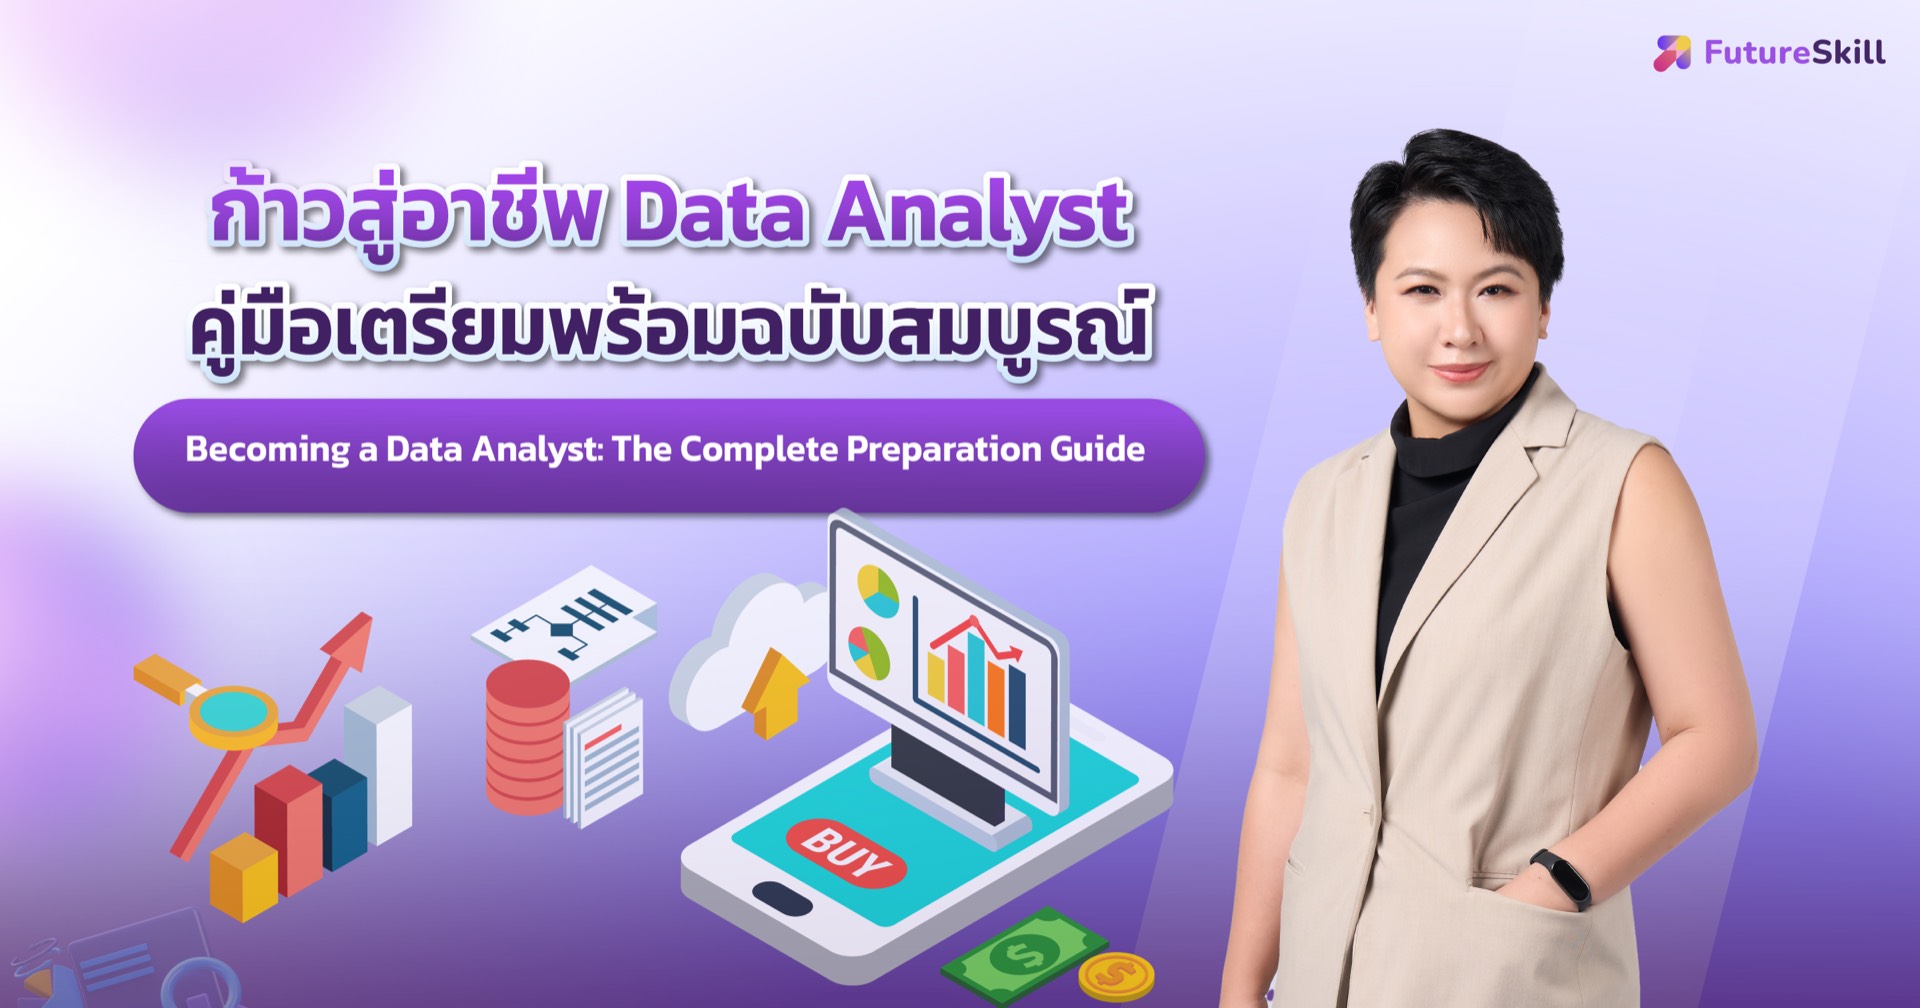 FutureSkill
ก้าวสู่อาชีพ Data Analyst
คู่มือเตรียมพร้อมฉบับสมบูรณ์
Becoming a Data Analyst: The Complete Preparation Guide
BUY